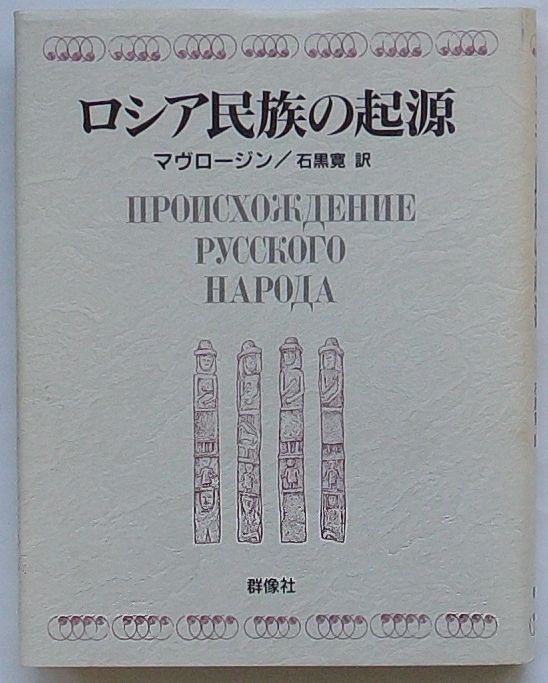 ロシア民族の起源
マヴロージン／石黒寛 訳
ПРОИСХОЖДЕНИЕ
РУССКОГО
НАРОДА
群像社